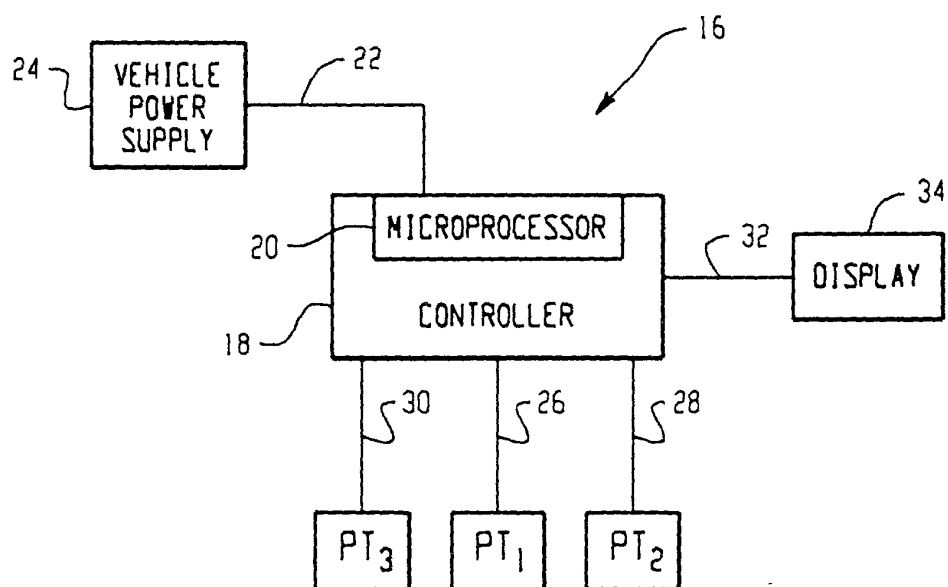 16
24
VEHICLE
POWER
SUPPLY
22
34
20
MICROPROCESSOR
32
DISPLAY
18
CONTROLLER
30
26
28
PT3
PT1
PT2